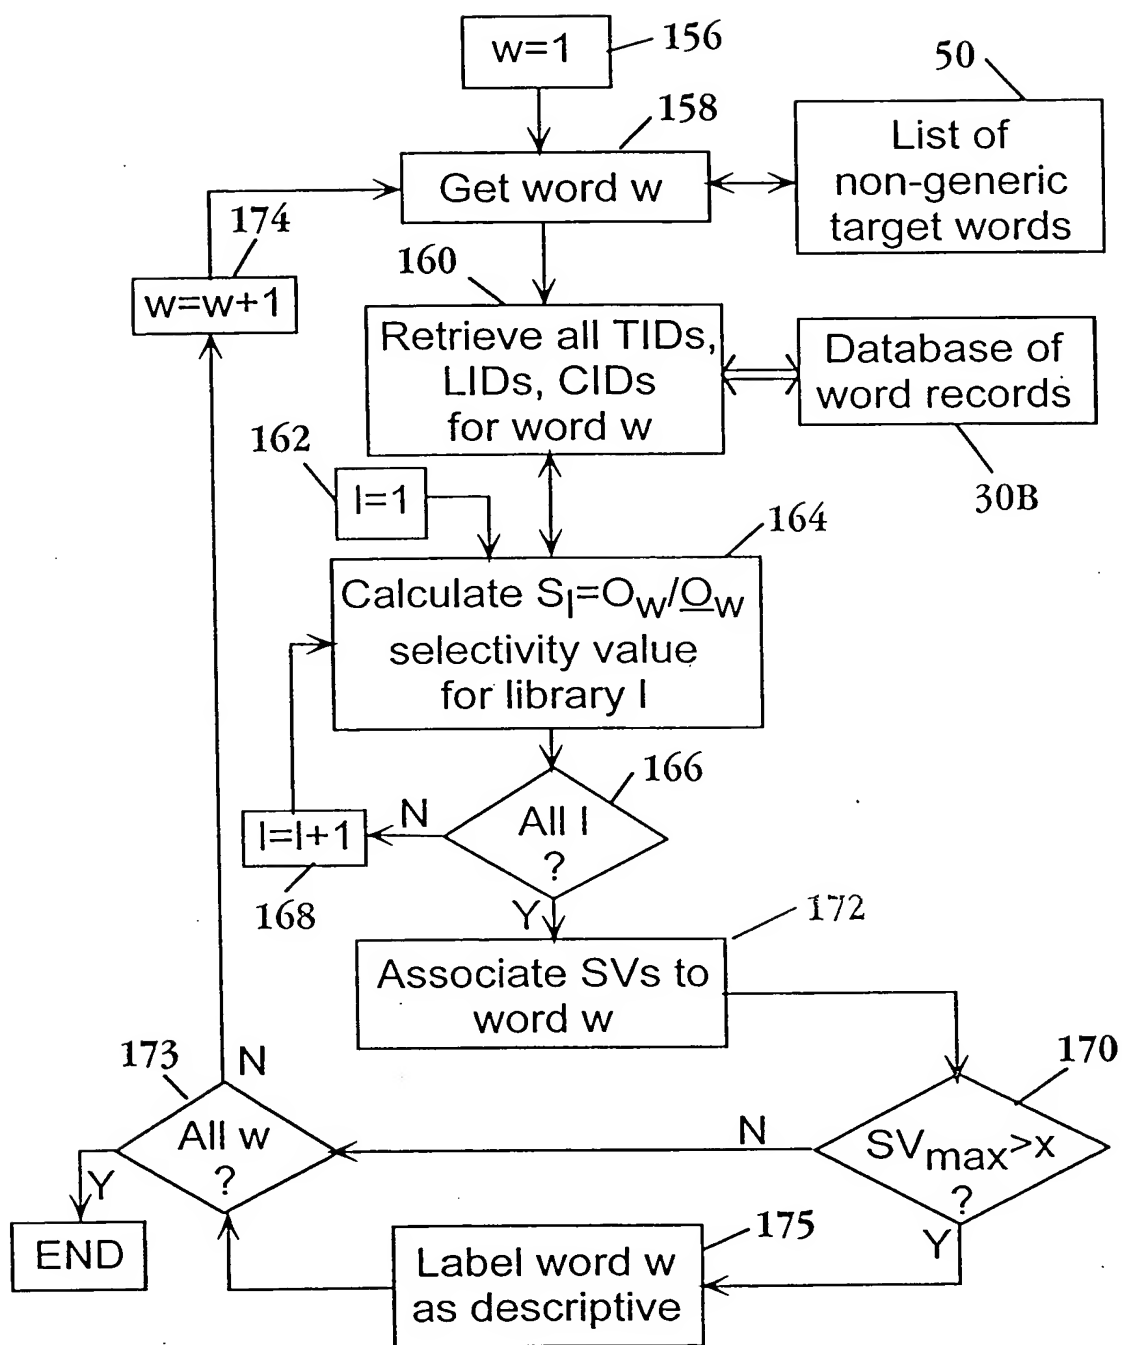 w=1
156
50
158
List of
non-generic
target words
Get word w
174
w=w+1
160
Retrieve all TIDs,
LIDs, CIDs
for word w
Database of
word records
30B
162
I=1
164
Calculate SI=OW/OW
selectivity value
for library I
166
All I
?
N
I=I+1
168
Y
172
Associate SVs to
word w
173
N
170
All w
?
N
SVmax>x
?
Y
Y
END
175
Label word w
as descriptive